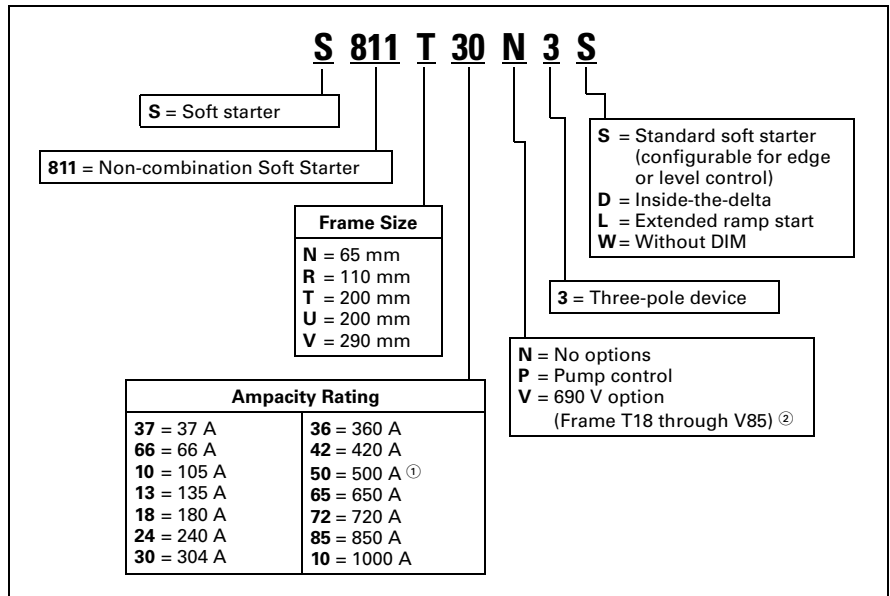 S 811 T 30 N 3 S
S = Soft starter
811 = Non-combination Soft Starter
Frame Size
N = 65 mm
R = 110 mm
T = 200 mm
U = 200 mm
V = 290 mm
Ampacity Rating
37 = 37 A
66 = 66 A
10 = 105 A
13 = 135 A
18 = 180 A
24 = 240 A
30 = 304 A
36 = 360 A
42 = 420 A
50 = 500 A ①
65 = 650 A
72 = 720 A
85 = 850 A
10 = 1000 A
S = Standard soft starter
(configurable for edge
or level control)
D = Inside-the-delta
L = Extended ramp start
W = Without DIM
3 = Three-pole device
N = No options
P = Pump control
V = 690 V option
(Frame T18 through V85) ②